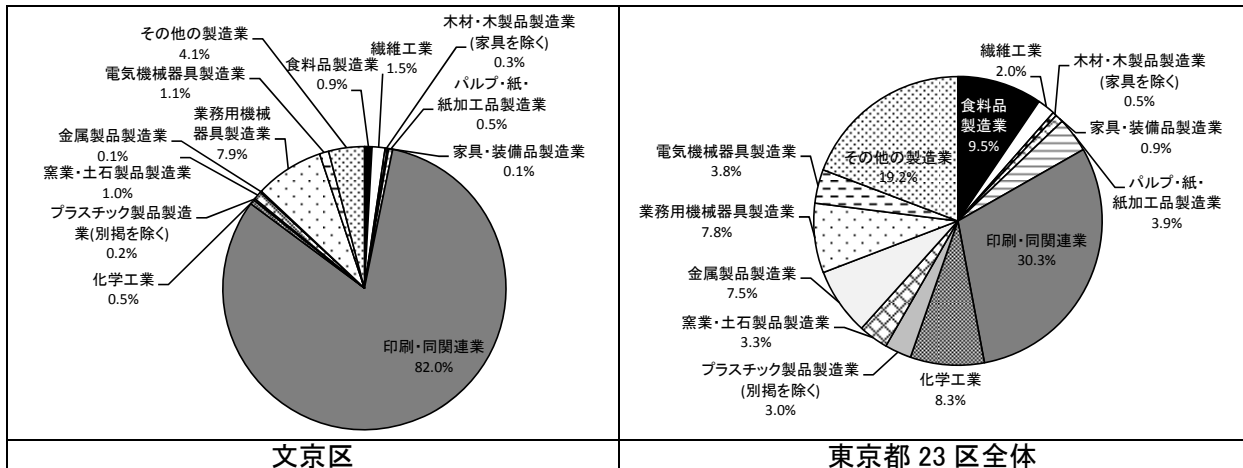 その他の製造業
4.1%
電気機械器具製造業
1.1%
業務用機械
器具製造業
7.9%
金属製品製造業
0.1%
窯業・土石製品製造業
1.0%
プラスチック製品製造
業(別掲を除く)
0.2%
化学工業
0.5%
食料品製造業
0.9%
繊維工業
1.5%
木材・木製品製造業
(家具を除く)
0.3%
パルプ・紙・
紙加工品製造業
0.5%
家具・装備品製造業
0.1%
印刷・同関連業
82.0%
文京区
食料品
製造業
9.5%
繊維工業
2.0%
木材・木製品製造業
(家具を除く)
0.5%
家具・装備品製造業
0.9%
パルプ・紙・
紙加工品製造業
3.9%
印刷・同関連業
30.3%
化学工業
8.3%
プラスチック製品製造業
(別掲を除く)
3.0%
窯業・土石製品製造業
3.3%
金属製品製造業
7.5%
業務用機械器具製造業
7.8%
電気機械器具製造業
3.8%
その他の製造業
19.2%
東京都 23 区全体